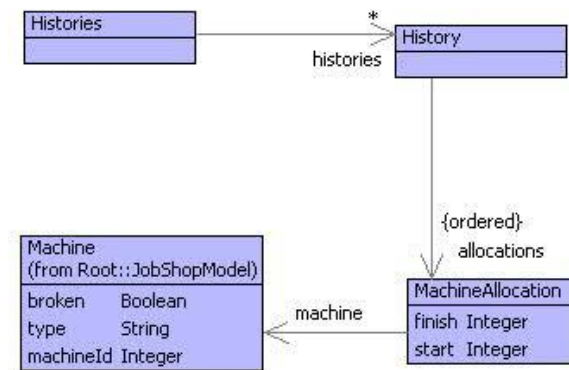 Histories
*
History
histories
{ordered}
allocations
Machine
(from Root::JobShopModel)
broken Boolean
type String
machineId Integer
machine
MachineAllocation
finish Integer
start Integer